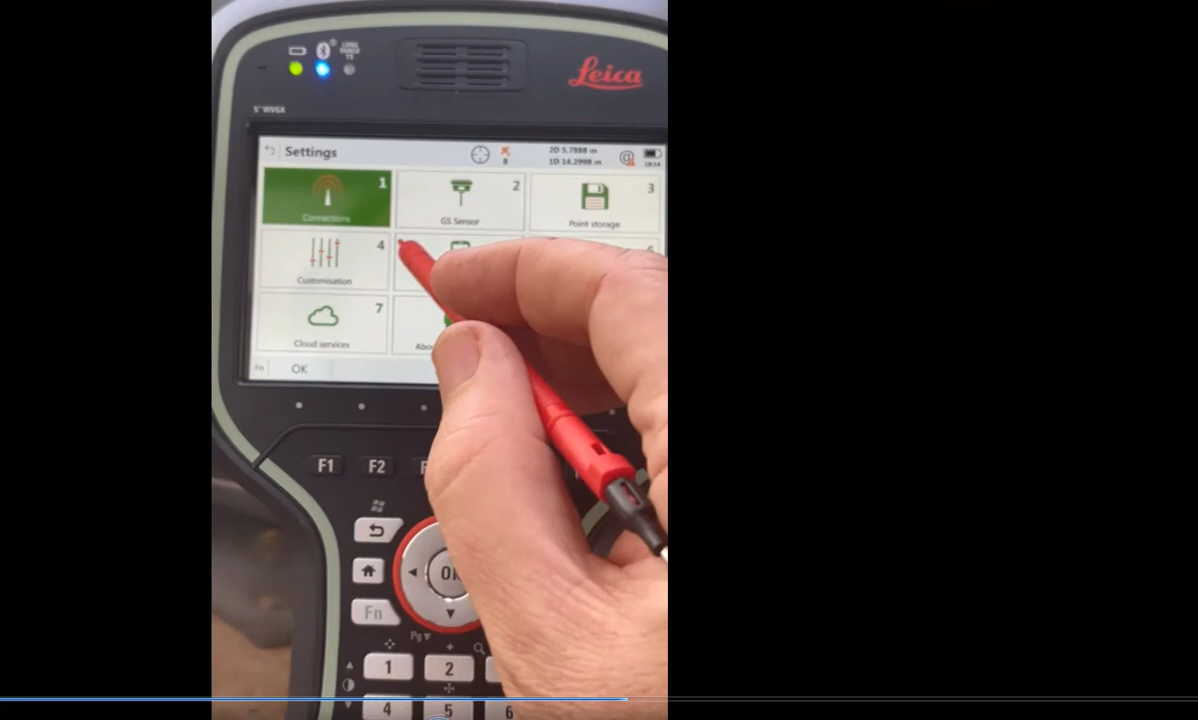 LONG
RANGE
TS
Leica
5" WVGA
Settings
8
2D 5.7988 m
1D 14.2998 m
@
1
Connections
2
GS Sensor
3
Point storage
4
Customisation
6
7
Cloud services
Abou
Fn
OK
F1
F2
F
OK
Fn
Pg
1
2
4
5
6